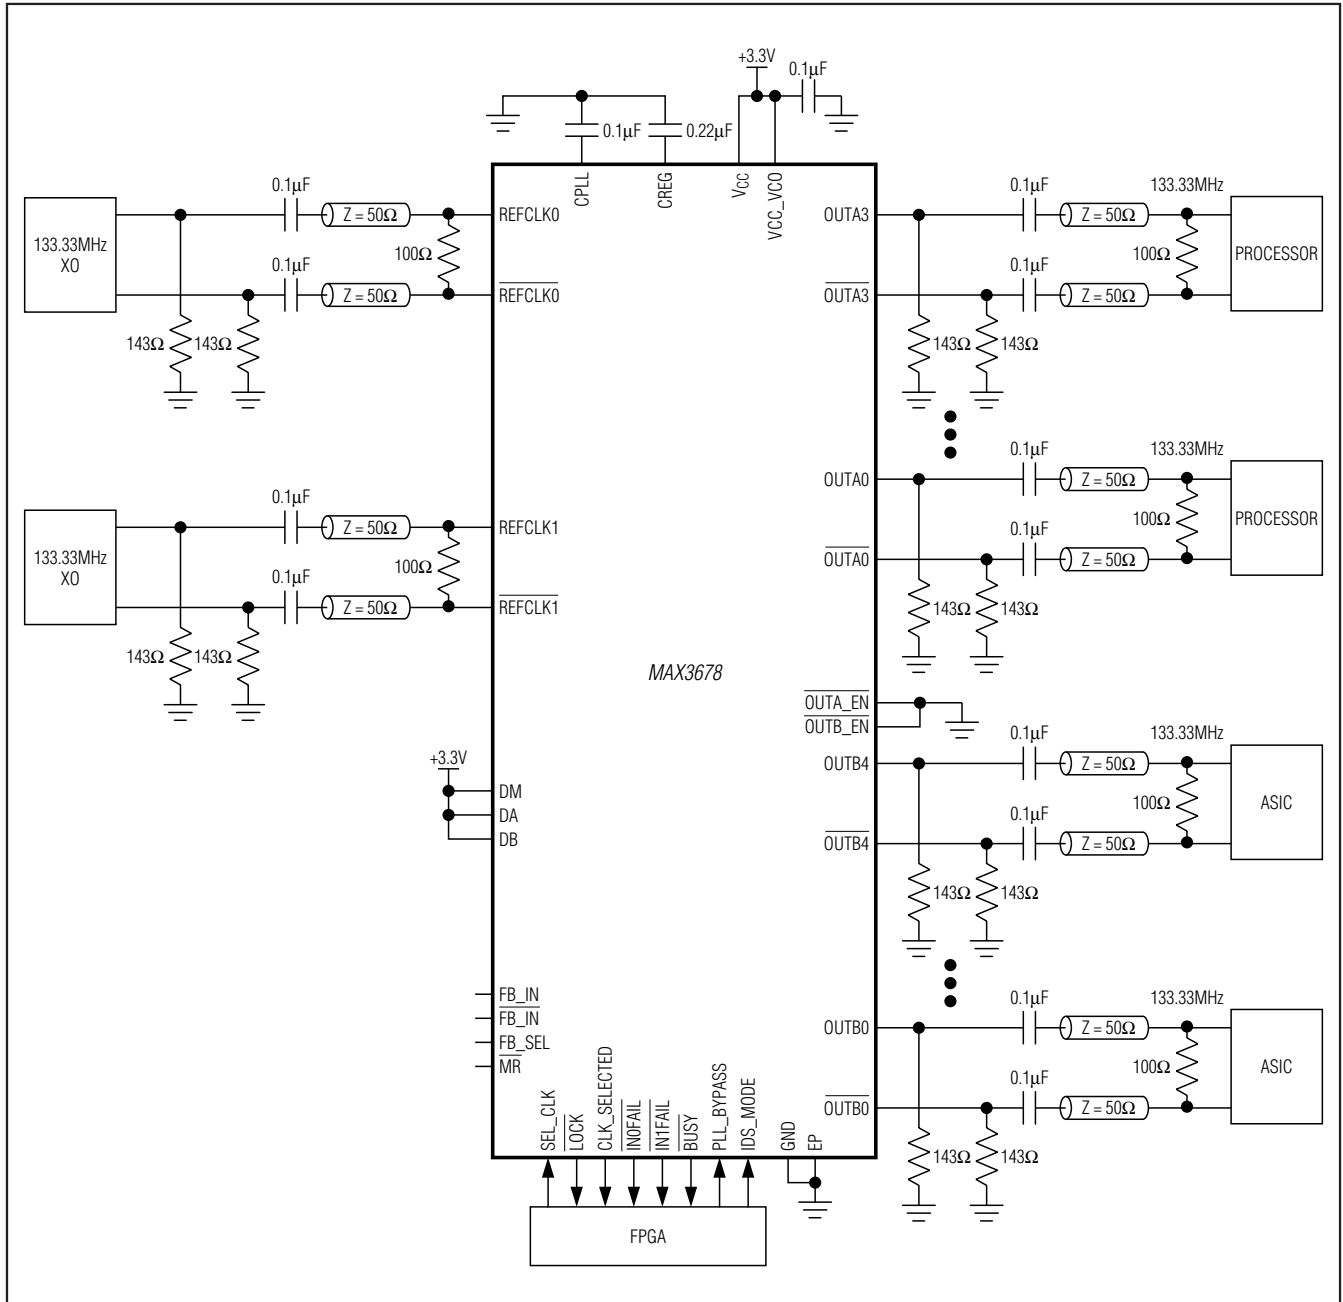 +3.3V
0.1µF
0.1µF
0.22µF
CPLL
CREG
VCC
VCC_VCO
133.33MHz
XO
0.1µF
Z = 50Ω
REFCLK0
100Ω
0.1µF
Z = 50Ω
REFCLK0
143Ω
143Ω
133.33MHz
XO
0.1µF
Z = 50Ω
REFCLK1
100Ω
0.1µF
Z = 50Ω
REFCLK1
143Ω
143Ω
MAX3678
OUTA3
0.1µF
Z = 50Ω
133.33MHz
100Ω
PROCESSOR
OUTA3
0.1µF
Z = 50Ω
143Ω
143Ω
OUTA0
0.1µF
Z = 50Ω
133.33MHz
100Ω
PROCESSOR
OUTA0
0.1µF
Z = 50Ω
143Ω
143Ω
OUTA_EN
OUTB_EN
OUTB4
0.1µF
Z = 50Ω
133.33MHz
100Ω
ASIC
OUTB4
0.1µF
Z = 50Ω
143Ω
143Ω
OUTB0
0.1µF
Z = 50Ω
133.33MHz
100Ω
ASIC
OUTB0
0.1µF
Z = 50Ω
143Ω
143Ω
+3.3V
DM
DA
DB
FB_IN
FB_IN
FB_SEL
MR
SEL_CLK
LOCK
CLK_SELECTED
IN0FAIL
IN1FAIL
BUSY
PLL_BYPASS
IDS_MODE
GND
EP
FPGA